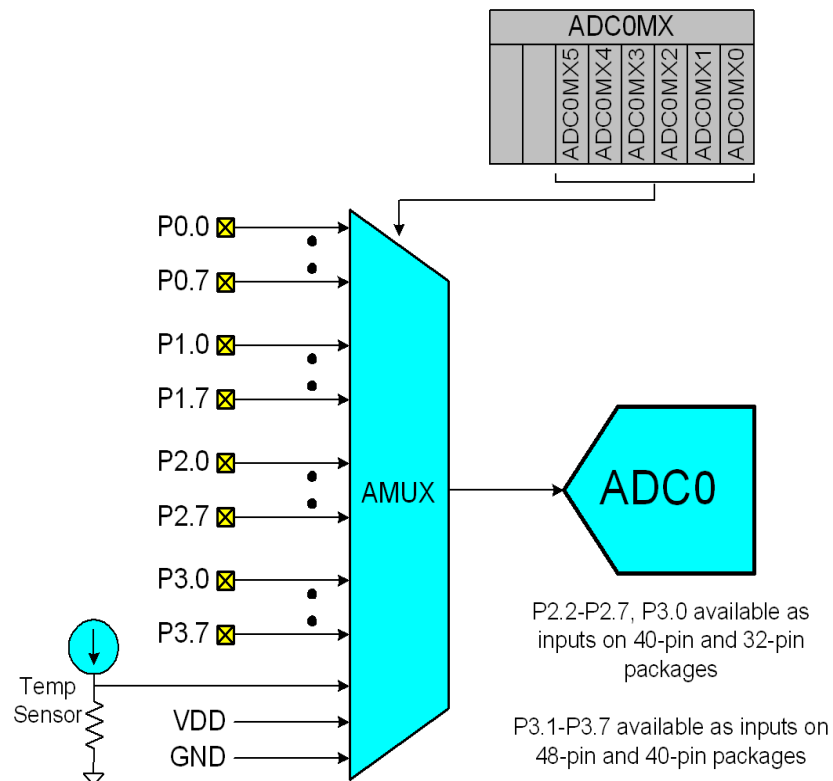 ADC0MX
ADC0MX5
ADC0MX4
ADC0MX3
ADC0MX2
ADC0MX1
ADC0MX0
P0.0
P0.7
P1.0
P1.7
P2.0
P2.7
P3.0
P3.7
AMUX
ADC0
Temp
Sensor
VDD
GND
P2.2-P2.7, P3.0 available as
inputs on 40-pin and 32-pin
packages
P3.1-P3.7 available as inputs on
48-pin and 40-pin packages